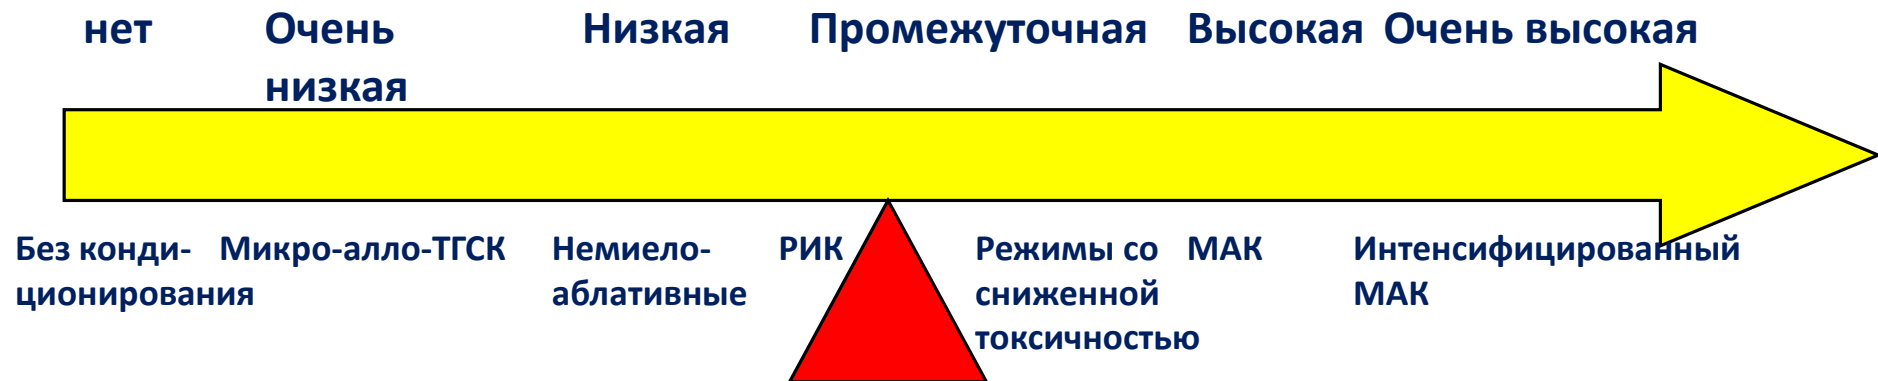 нет Очень Низкая Промежуточная Высокая Очень высокая
низкая
Без конди- Микро-алло-ТГСК Немиело- РИК Режимы со МАК Интенсифицированный
ционирования аблативные сниженной МАК
токсичностью